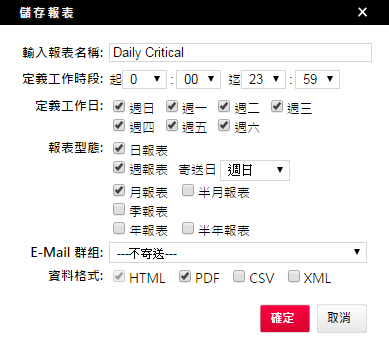 儲存報表 ×
輸入報表名稱: Daily Critical
定義工作時段: 起 0 : 00 迄 23 : 59
定義工作日: 週日 週一 週二 週三
週四 週五 週六
報表型態: 日報表
週報表 寄送日 週日
月報表 半月報表
季報表
年報表 半年報表
E-Mail 群組: ---不寄送---
資料格式: HTML PDF CSV XML
確定 取消